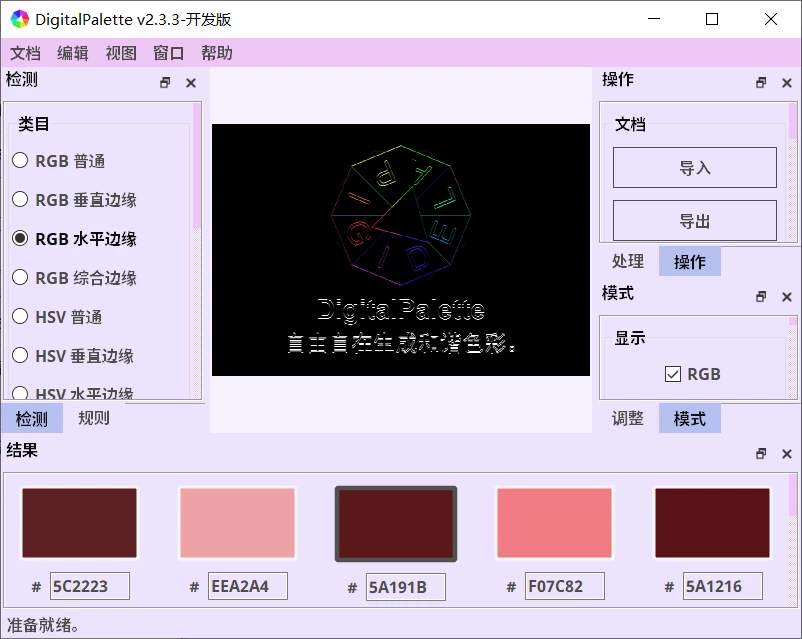 DigitalPalette v2.3.3-开发版
文档 编辑 视图 窗口 帮助
检测
类目
RGB 普通
RGB 垂直边缘
RGB 水平边缘
RGB 综合边缘
HSV 普通
HSV 垂直边缘
HSV 水平边缘
检测 规则
DIGITAL P
DigitalPalette
自由自在生成和谐色彩。
操作
文档
导入
导出
处理 操作
模式
显示
RGB
调整 模式
结果
# 5C2223 # EEA2A4 # 5A191B # F07C82 # 5A1216
准备就绪。